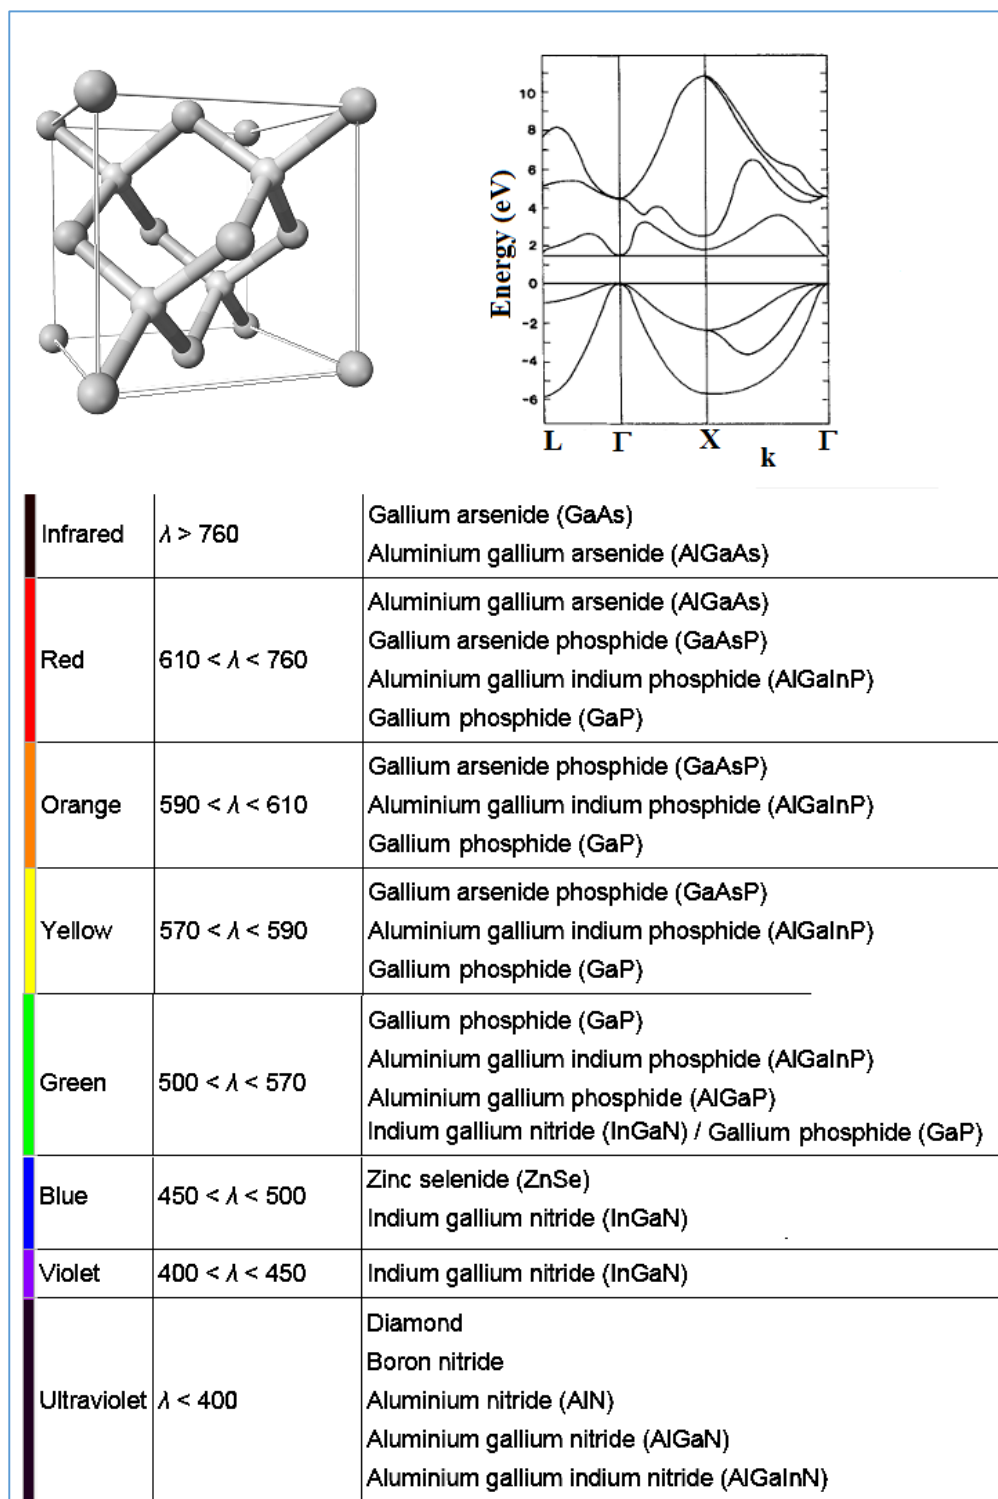 Energy (eV)
10
8
6
4
2
0
-2
-4
-6
L Γ X Γ
k
Infrared λ > 760
Gallium arsenide (GaAs)
Aluminium gallium arsenide (AlGaAs)
Red 610 < λ < 760
Aluminium gallium arsenide (AlGaAs)
Gallium arsenide phosphide (GaAsP)
Aluminium gallium indium phosphide (AlGaInP)
Gallium phosphide (GaP)
Orange 590 < λ < 610
Gallium arsenide phosphide (GaAsP)
Aluminium gallium indium phosphide (AlGaInP)
Gallium phosphide (GaP)
Yellow 570 < λ < 590
Gallium arsenide phosphide (GaAsP)
Aluminium gallium indium phosphide (AlGaInP)
Gallium phosphide (GaP)
Green 500 < λ < 570
Gallium phosphide (GaP)
Aluminium gallium indium phosphide (AlGaInP)
Aluminium gallium phosphide (AlGaP)
Indium gallium nitride (InGaN) / Gallium phosphide (GaP)
Blue 450 < λ < 500
Zinc selenide (ZnSe)
Indium gallium nitride (InGaN)
Violet 400 < λ < 450
Indium gallium nitride (InGaN)
Ultraviolet λ < 400
Diamond
Boron nitride
Aluminium nitride (AlN)
Aluminium gallium nitride (AlGaN)
Aluminium gallium indium nitride (AlGaInN)